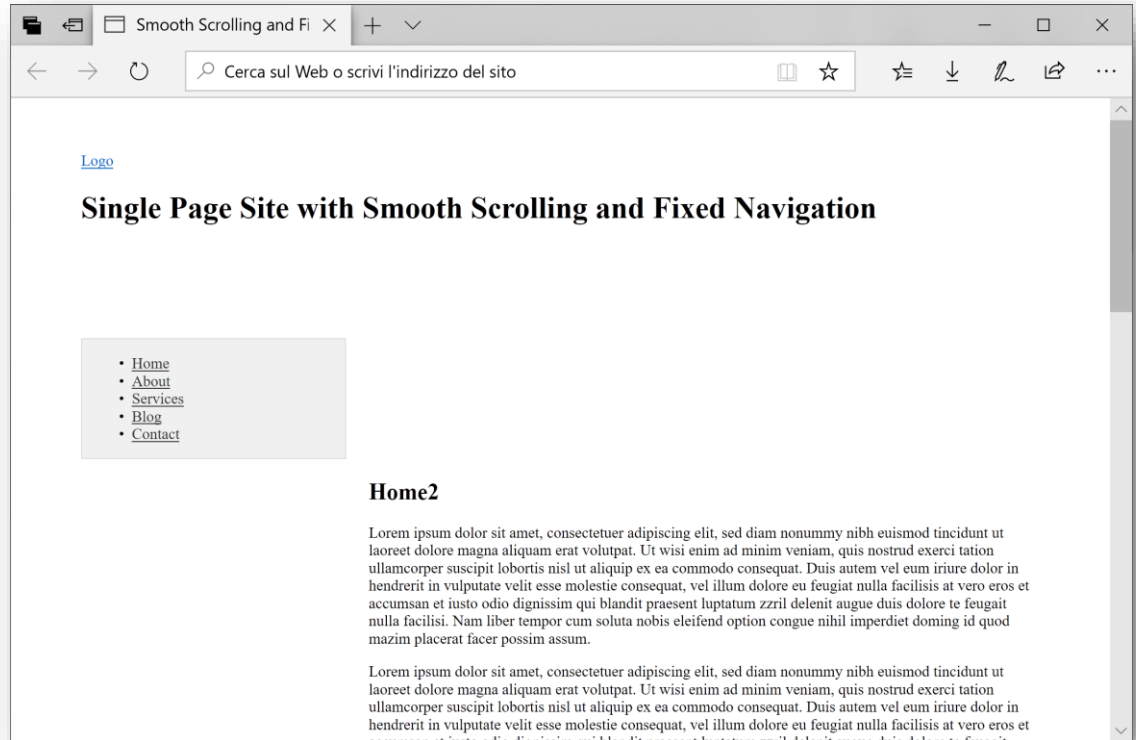 Smooth Scrolling and Fi
Cerca sul Web o scrivi l'indirizzo del sito
Logo
Single Page Site with Smooth Scrolling and Fixed Navigation
• Home
• About
• Services
• Blog
• Contact
Home2
Lorem ipsum dolor sit amet, consectetuer adipiscing elit, sed diam nonummy nibh euismod tincidunt ut
laoreet dolore magna aliquam erat volutpat. Ut wisi enim ad minim veniam, quis nostrud exerci tation
ullamcorper suscipit lobortis nisl ut aliquip ex ea commodo consequat. Duis autem vel eum iriure dolor in
hendrerit in vulputate velit esse molestie consequat, vel illum dolore eu feugiat nulla facilisis at vero eros et
accumsan et iusto odio dignissim qui blandit praesent luptatum zzril delenit augue duis dolore te feugait
nulla facilisi. Nam liber tempor cum soluta nobis eleifend option congue nihil imperdiet doming id quod
mazim placerat facer possim assum.
Lorem ipsum dolor sit amet, consectetuer adipiscing elit, sed diam nonummy nibh euismod tincidunt ut
laoreet dolore magna aliquam erat volutpat. Ut wisi enim ad minim veniam, quis nostrud exerci tation
ullamcorper suscipit lobortis nisl ut aliquip ex ea commodo consequat. Duis autem vel eum iriure dolor in
hendrerit in vulputate velit esse molestie consequat, vel illum dolore eu feugiat nulla facilisis at vero eros et